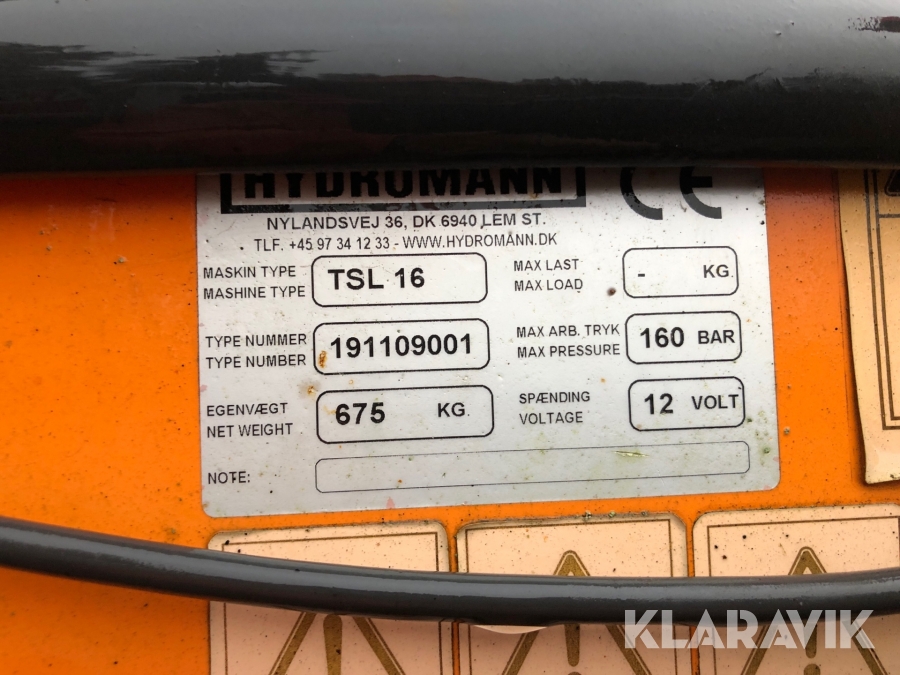 HYDROMANN CE
NYLANDSVEJ 36, DK 6940 LEM ST.
TLF. +45 97 34 12 33 - WWW.HYDROMANN.DK
MASKIN TYPE
MASHINE TYPE
TSL 16
MAX LAST
MAX LOAD
- KG.
TYPE NUMMER
TYPE NUMBER
191109001
MAX ARB. TRYK
MAX PRESSURE
160 BAR
EGENVÆGT
NET WEIGHT
675 KG.
SPÆNDING
VOLTAGE
12 VOLT
NOTE:
KLARAVIK